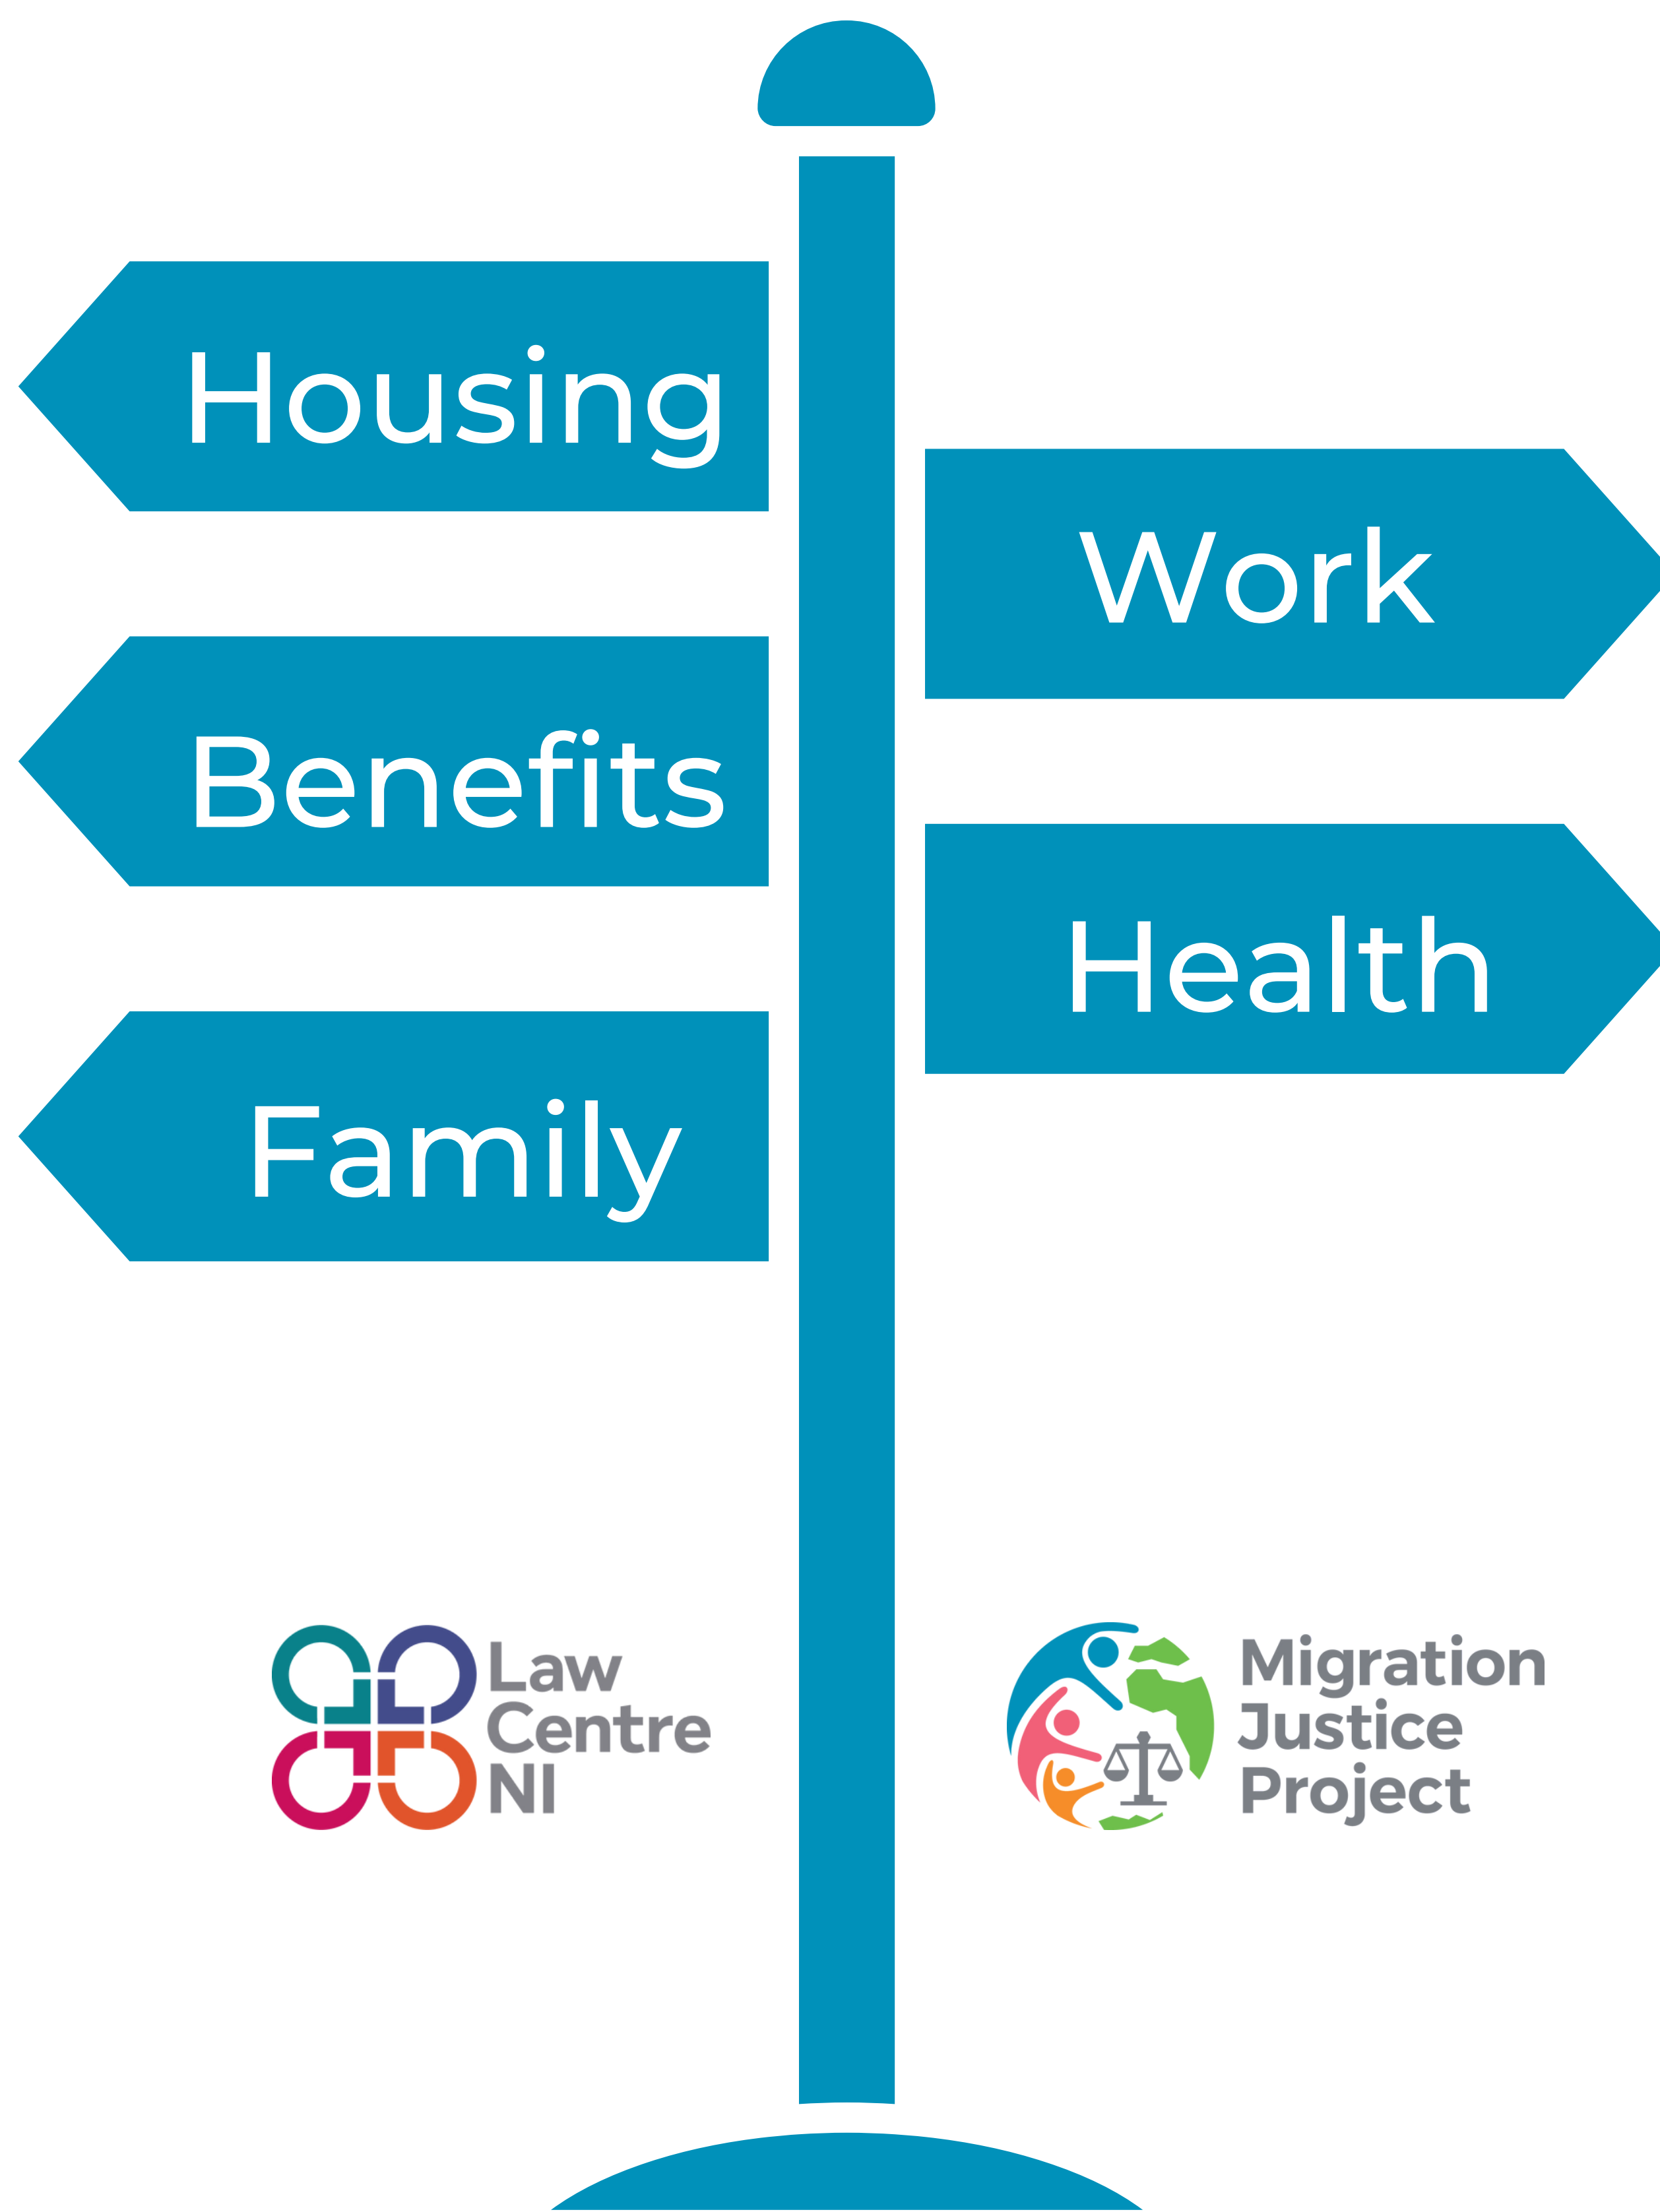 Housing
Work
Benefits
Health
Family
Law
Centre
NI
Migration
Justice
Project